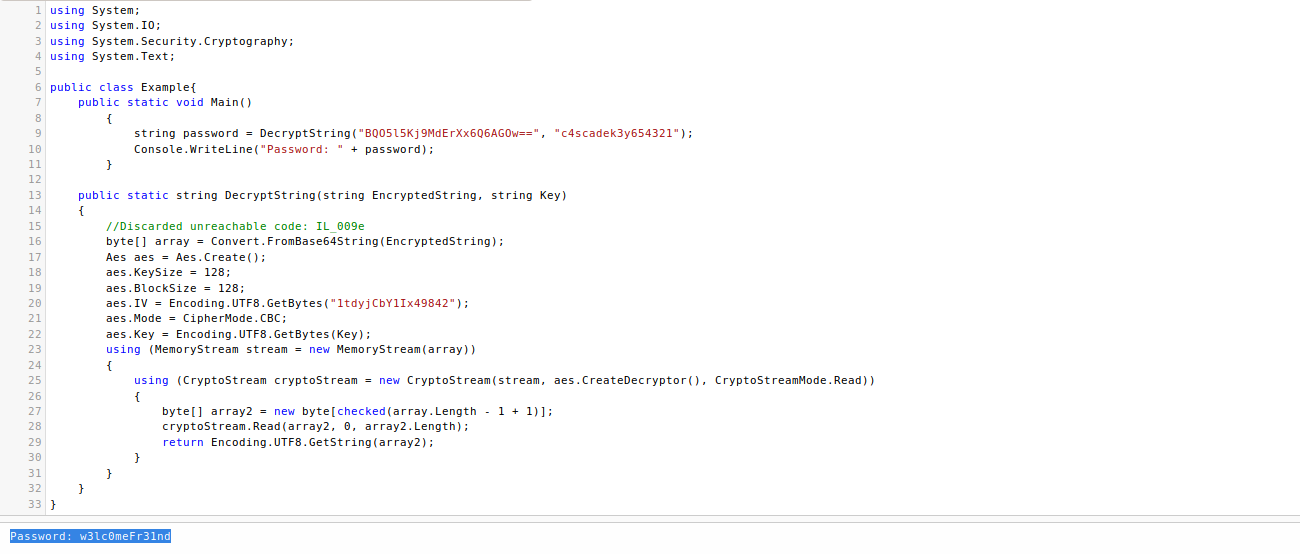 1 using System;
2 using System.IO;
3 using System.Security.Cryptography;
4 using System.Text;
5
6 public class Example{
7     public static void Main()
8         {
9             string password = DecryptString("BQO5l5Kj9MdErXx6Q6AGOw==", "c4scadek3y654321");
10             Console.WriteLine("Password: " + password);
11         }
12
13     public static string DecryptString(string EncryptedString, string Key)
14     {
15         //Discarded unreachable code: IL_009e
16         byte[] array = Convert.FromBase64String(EncryptedString);
17         Aes aes = Aes.Create();
18         aes.KeySize = 128;
19         aes.BlockSize = 128;
20         aes.IV = Encoding.UTF8.GetBytes("1tdyjCbY1Ix49842");
21         aes.Mode = CipherMode.CBC;
22         aes.Key = Encoding.UTF8.GetBytes(Key);
23         using (MemoryStream stream = new MemoryStream(array))
24         {
25             using (CryptoStream cryptoStream = new CryptoStream(stream, aes.CreateDecryptor(), CryptoStreamMode.Read))
26             {
27                 byte[] array2 = new byte[checked(array.Length - 1 + 1)];
28                 cryptoStream.Read(array2, 0, array2.Length);
29                 return Encoding.UTF8.GetString(array2);
30             }
31         }
32     }
33 }
Password: w3lc0meFr31nd